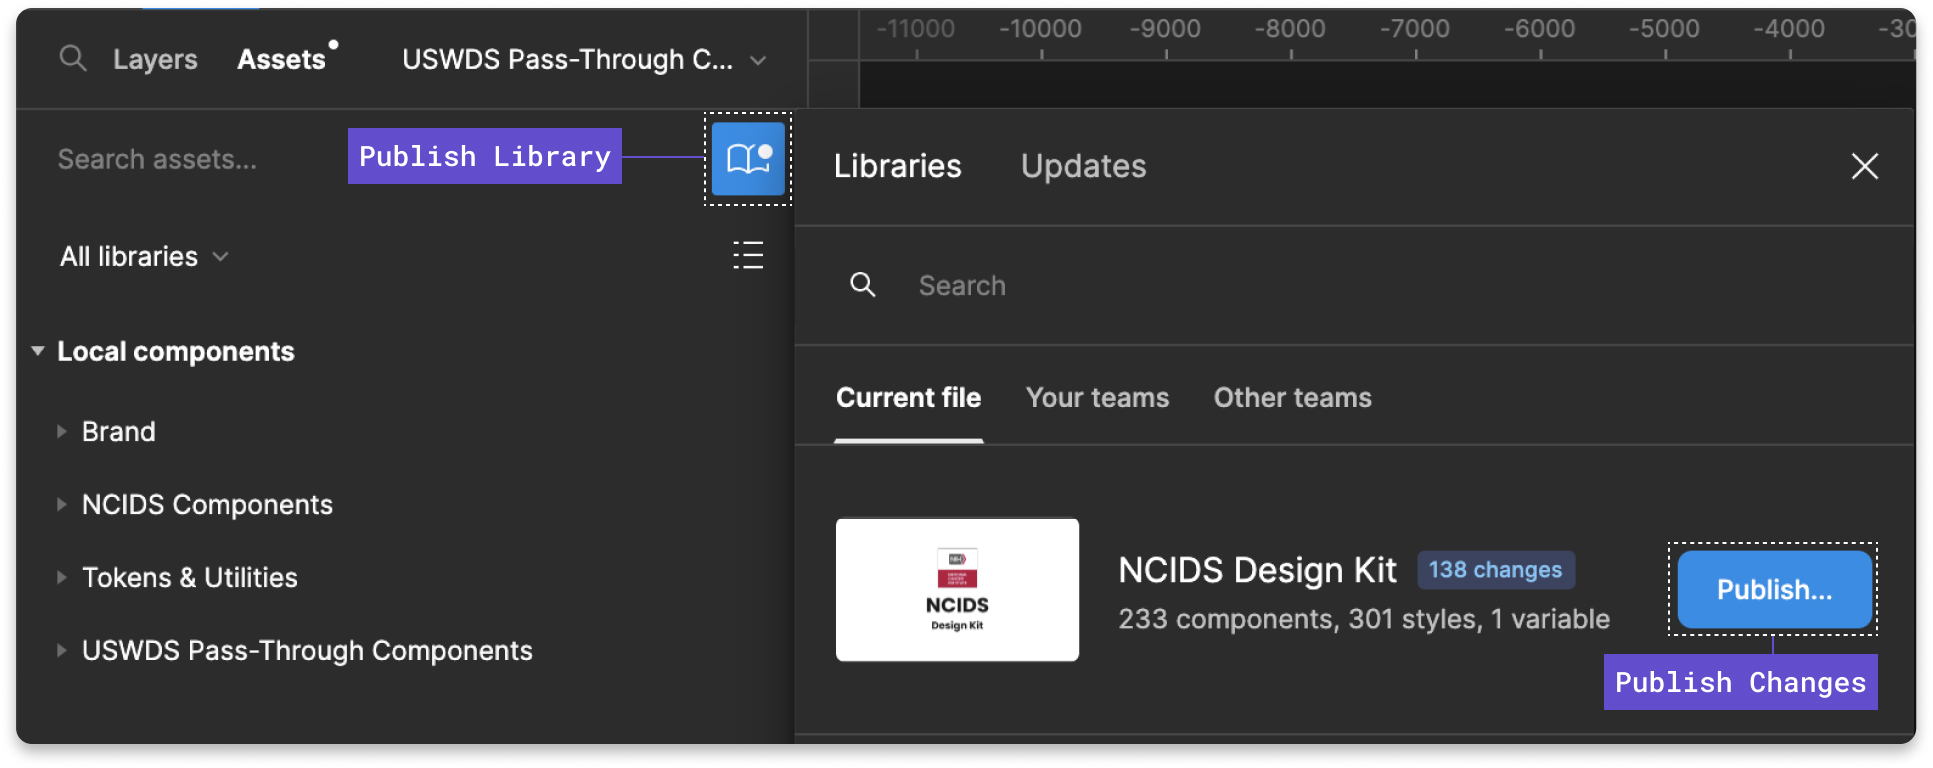 Layers Assets USWDS Pass-Through C...
-11000 -10000 -9000 -8000 -7000 -6000 -5000 -4000 -30
Search assets...
Publish Library
All libraries
Local components
Brand
NCIDS Components
Tokens & Utilities
USWDS Pass-Through Components
Libraries Updates
Search
Current file Your teams Other teams
NIH
NCIDS
Design Kit
NCIDS Design Kit 138 changes
233 components, 301 styles, 1 variable
Publish...
Publish Changes